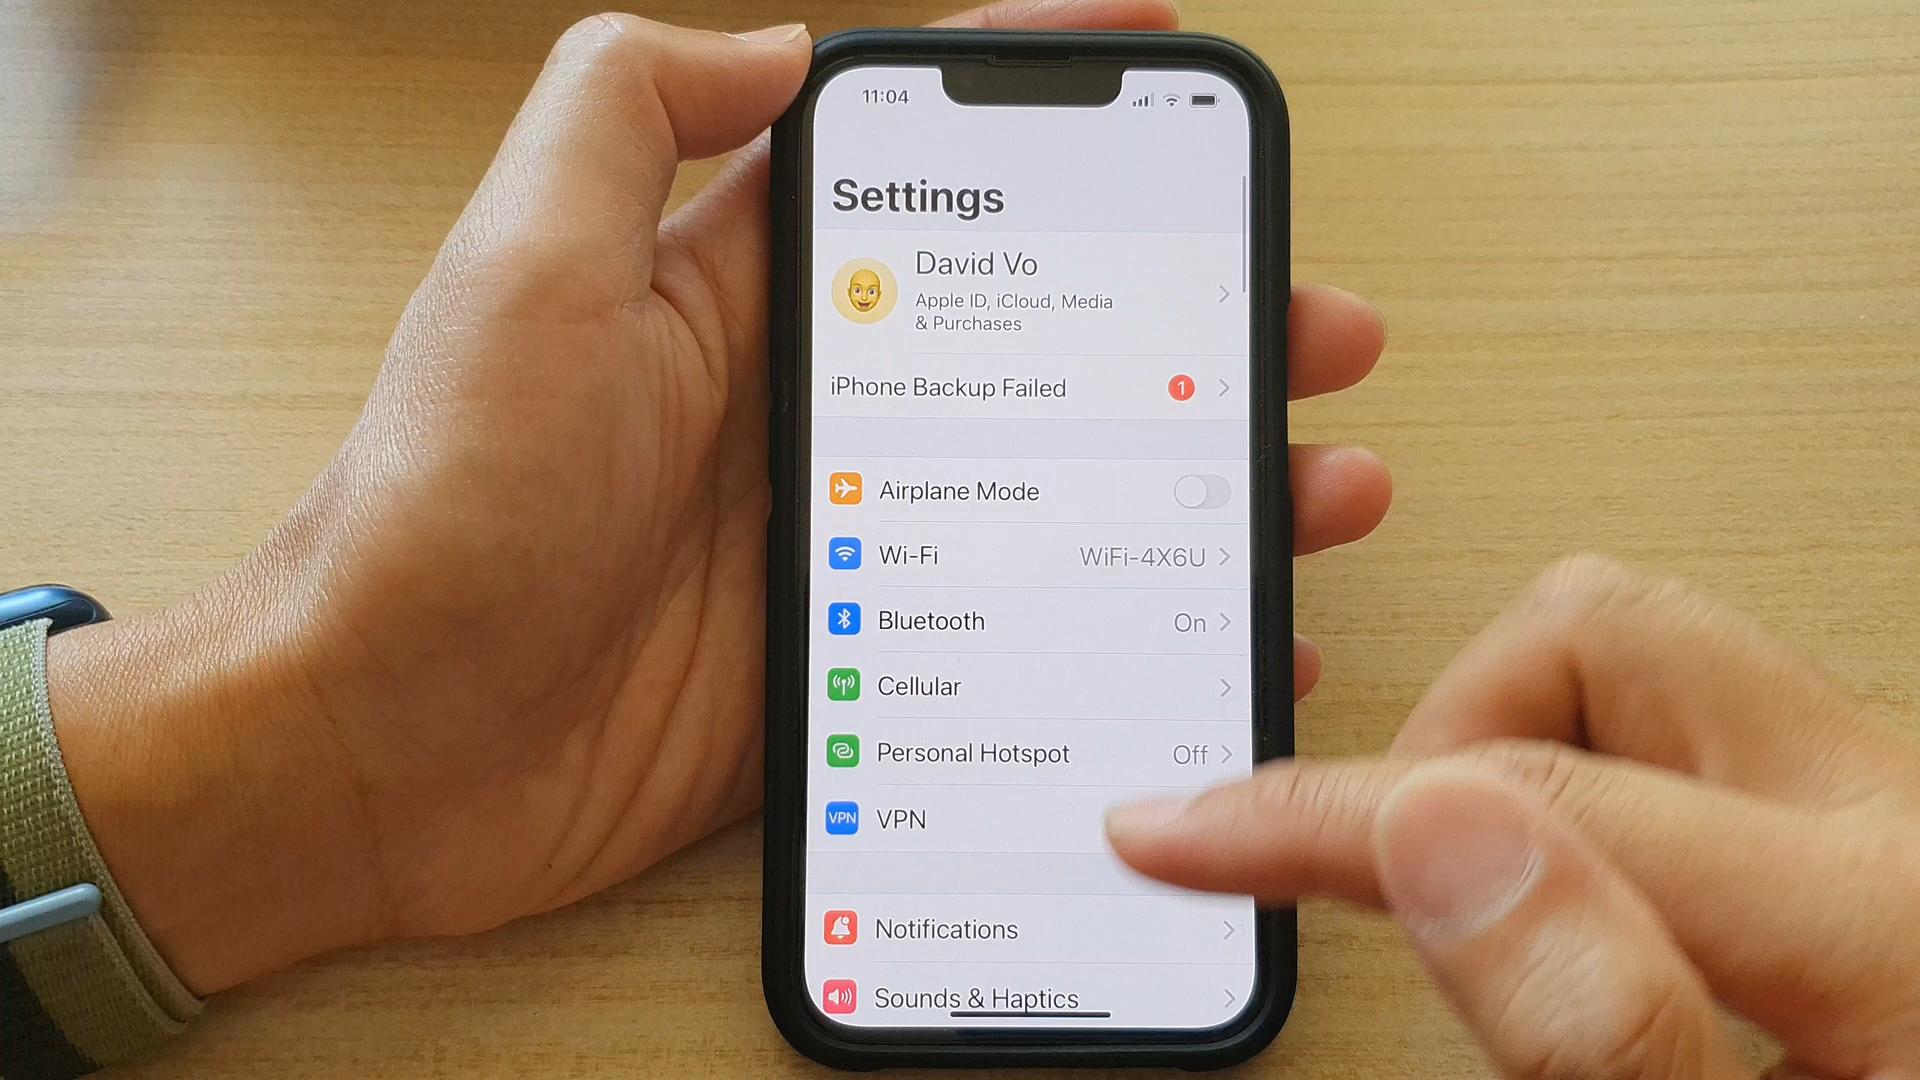 11:04
Settings
David Vo
Apple ID, iCloud, Media
& Purchases
iPhone Backup Failed 1
Airplane Mode
Wi-Fi WiFi-4X6U
Bluetooth On
Cellular
Personal Hotspot Off
VPN VPN
Notifications
Sounds & Haptics